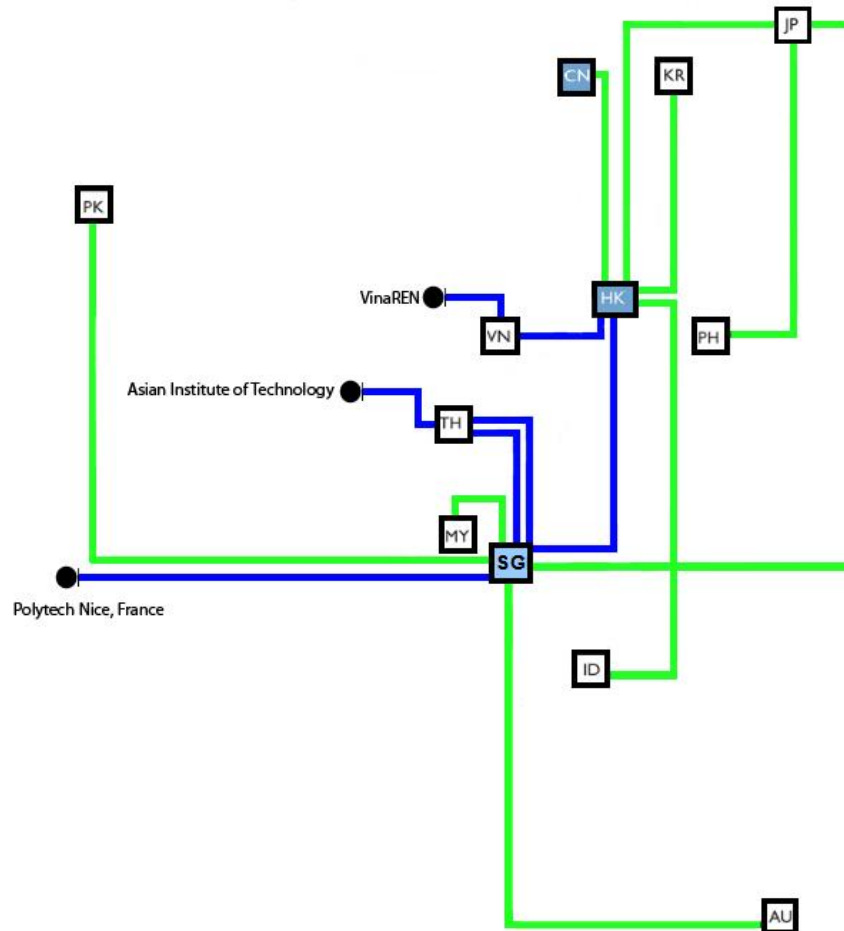 JP
CN
KR
PK
VinaREN
HK
VN
PH
Asian Institute of Technology
TH
MY
SG
Polytech Nice, France
ID
AU